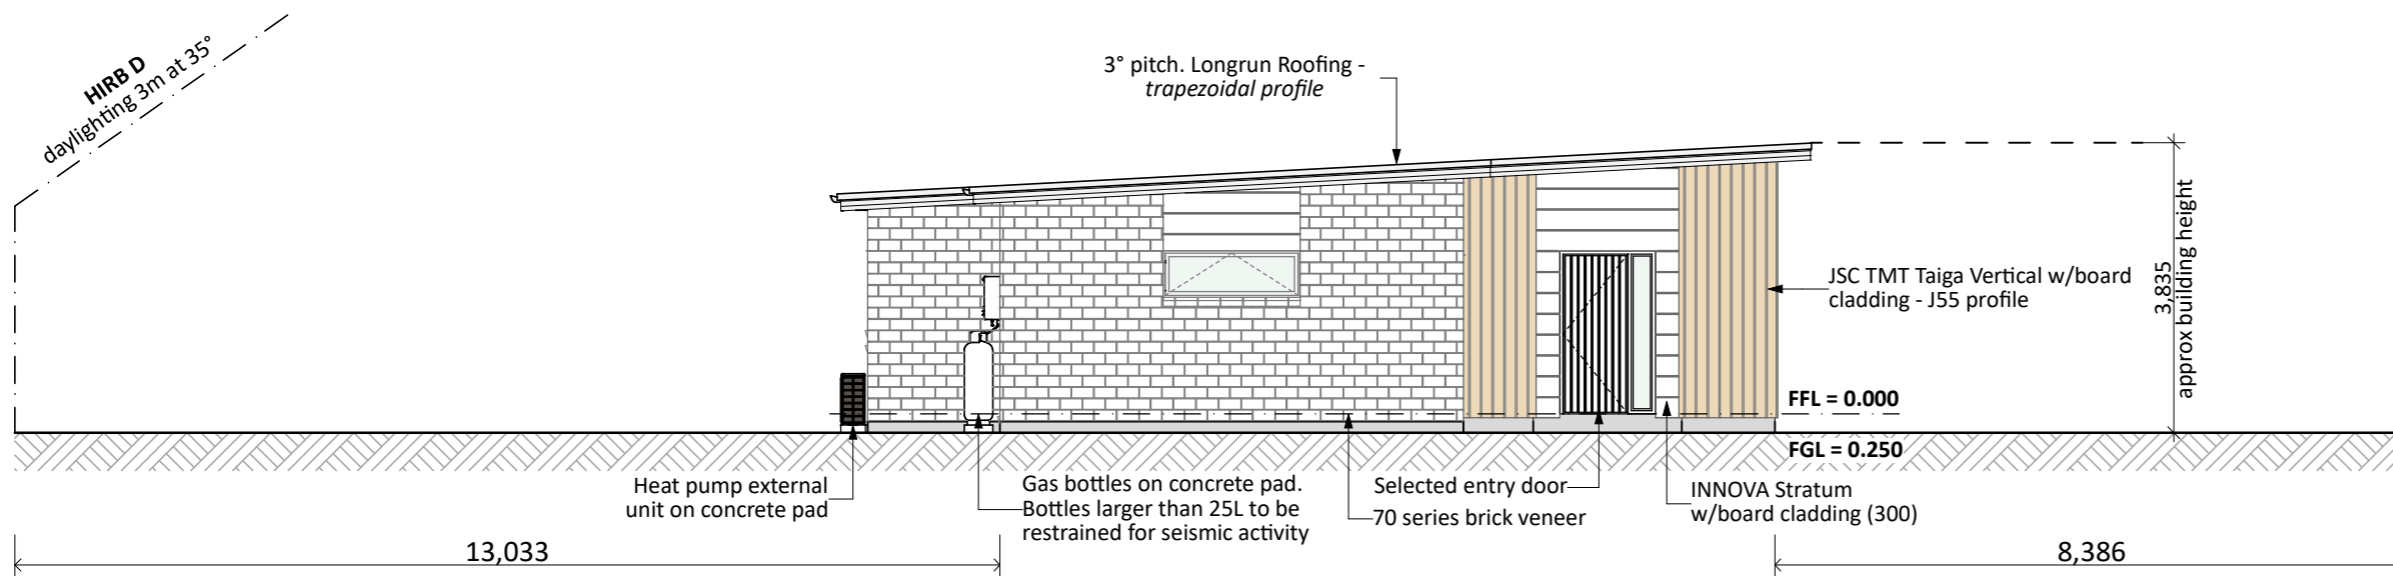 HIRB D
daylighting 3m at 35°
3° pitch. Longrun Roofing -
trapezoidal profile
JSC TMT Taiga Vertical w/board
cladding - J55 profile
3,835
approx building height
FFL = 0.000
FGL = 0.250
Heat pump external
unit on concrete pad
Gas bottles on concrete pad.
Bottles larger than 25L to be
restrained for seismic activity
Selected entry door
70 series brick veneer
INNOVA Stratum
w/board cladding (300)
13,033
8,386